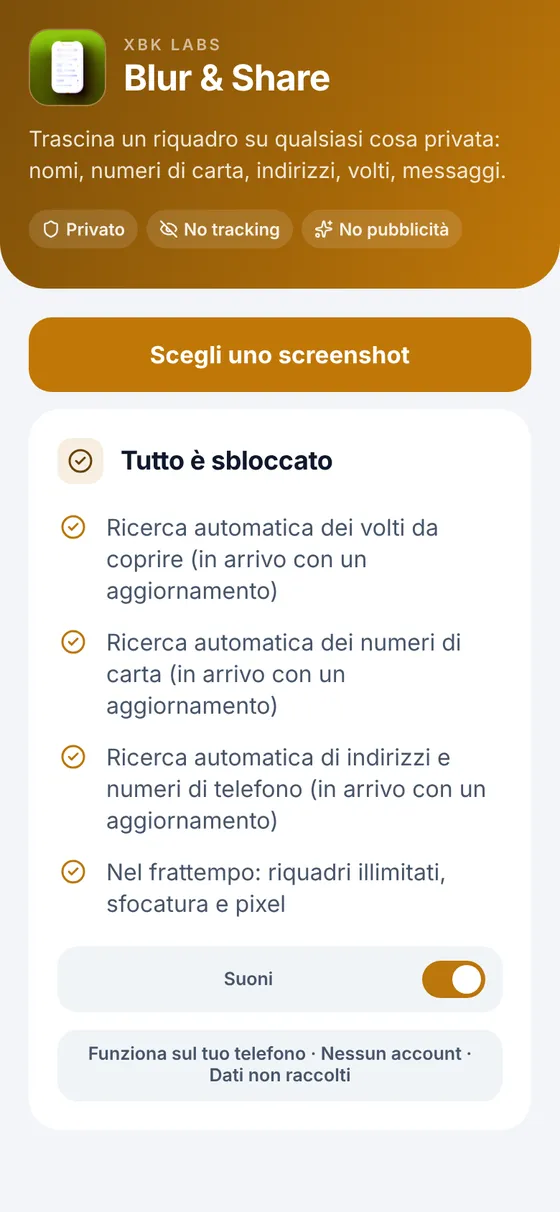 XBK LABS
Blur & Share
Trascina un riquadro su qualsiasi cosa privata:
nomi, numeri di carta, indirizzi, volti, messaggi.
Privato
No tracking
No pubblicità
Scegli uno screenshot
Tutto è sbloccato
Ricerca automatica dei volti da
coprire (in arrivo con un
aggiornamento)
Ricerca automatica dei numeri di
carta (in arrivo con un
aggiornamento)
Ricerca automatica di indirizzi e
numeri di telefono (in arrivo con un
aggiornamento)
Nel frattempo: riquadri illimitati,
sfocatura e pixel
Suoni
Funziona sul tuo telefono · Nessun account ·
Dati non raccolti